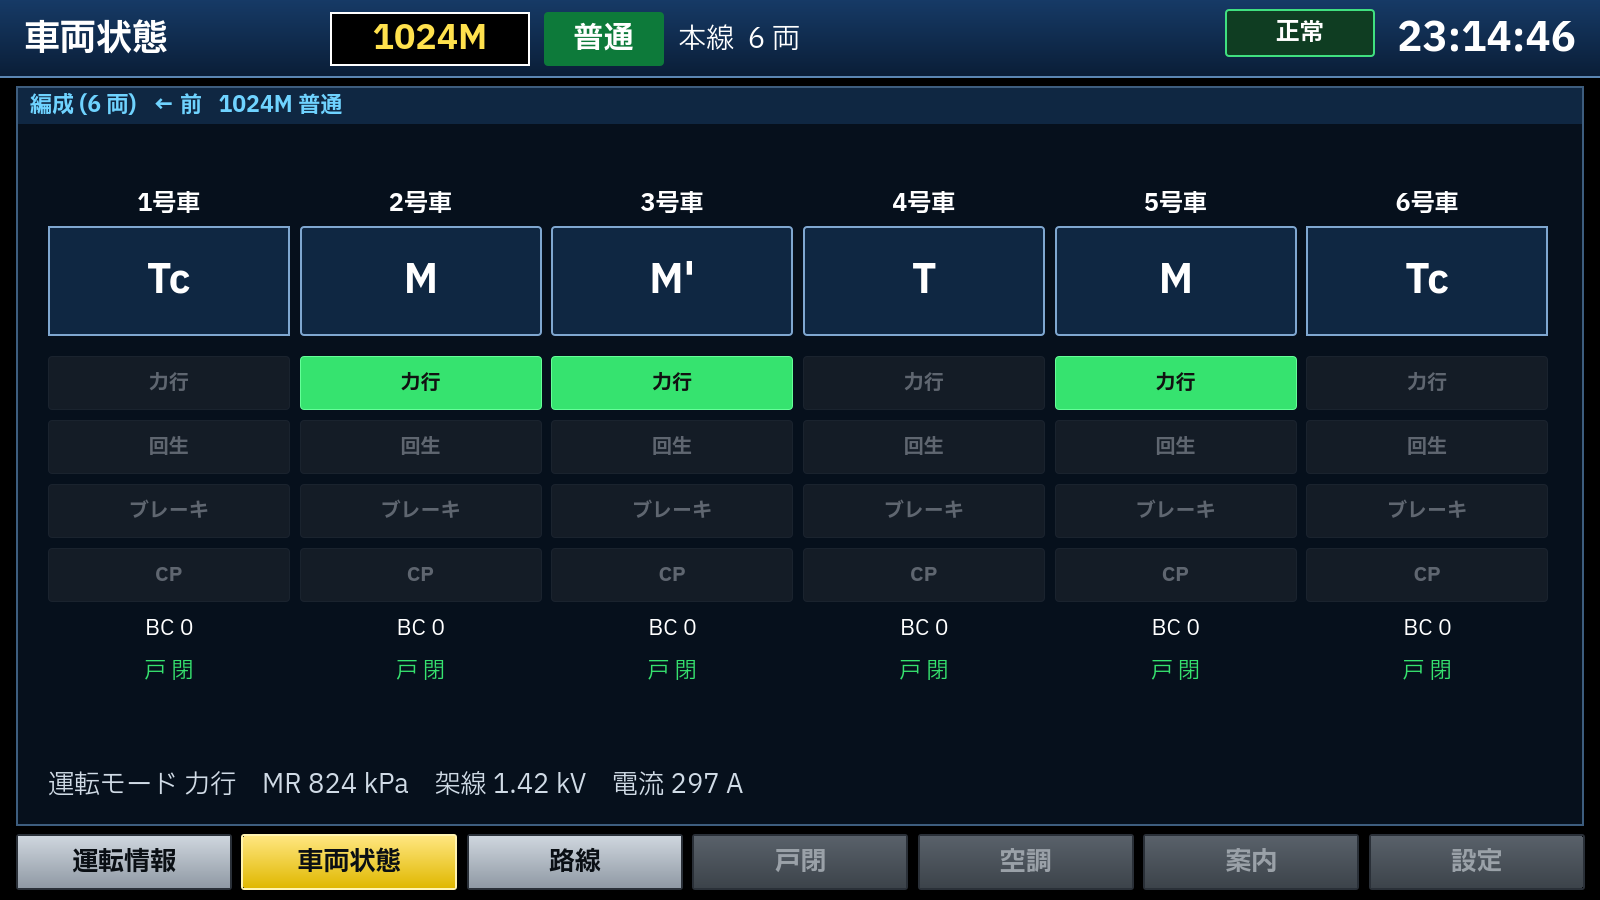 車両状態 1024M 普通 本線 6 両 正常 23:14:46
編成 (6 両) ← 前 1024M 普通
1号車 2号車 3号車 4号車 5号車 6号車
Tc M M' T M Tc
力行 力行 力行 力行 力行 力行
回生 回生 回生 回生 回生 回生
ブレーキ ブレーキ ブレーキ ブレーキ ブレーキ ブレーキ
CP CP CP CP CP CP
BC 0 BC 0 BC 0 BC 0 BC 0 BC 0
戸 閉 戸 閉 戸 閉 戸 閉 戸 閉 戸 閉
運転モード 力行 MR 824 kPa 架線 1.42 kV 電流 297 A
運転情報 車両状態 路線 戸閉 空調 案内 設定